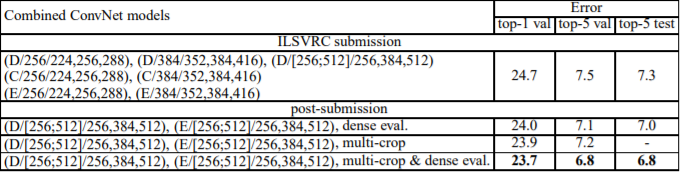 Combined ConvNet models Error
top-1 val top-5 val top-5 test
ILSVRC submission
(D/256/224,256,288), (D/384/352,384,416), (D/[256;512]/256,384,512)
(C/256/224,256,288), (C/384/352,384,416) 24.7 7.5 7.3
(E/256/224,256,288), (E/384/352,384,416)
post-submission
(D/[256;512]/256,384,512), (E/[256;512]/256,384,512), dense eval. 24.0 7.1 7.0
(D/[256;512]/256,384,512), (E/[256;512]/256,384,512), multi-crop 23.9 7.2 -
(D/[256;512]/256,384,512), (E/[256;512]/256,384,512), multi-crop & dense eval. 23.7 6.8 6.8